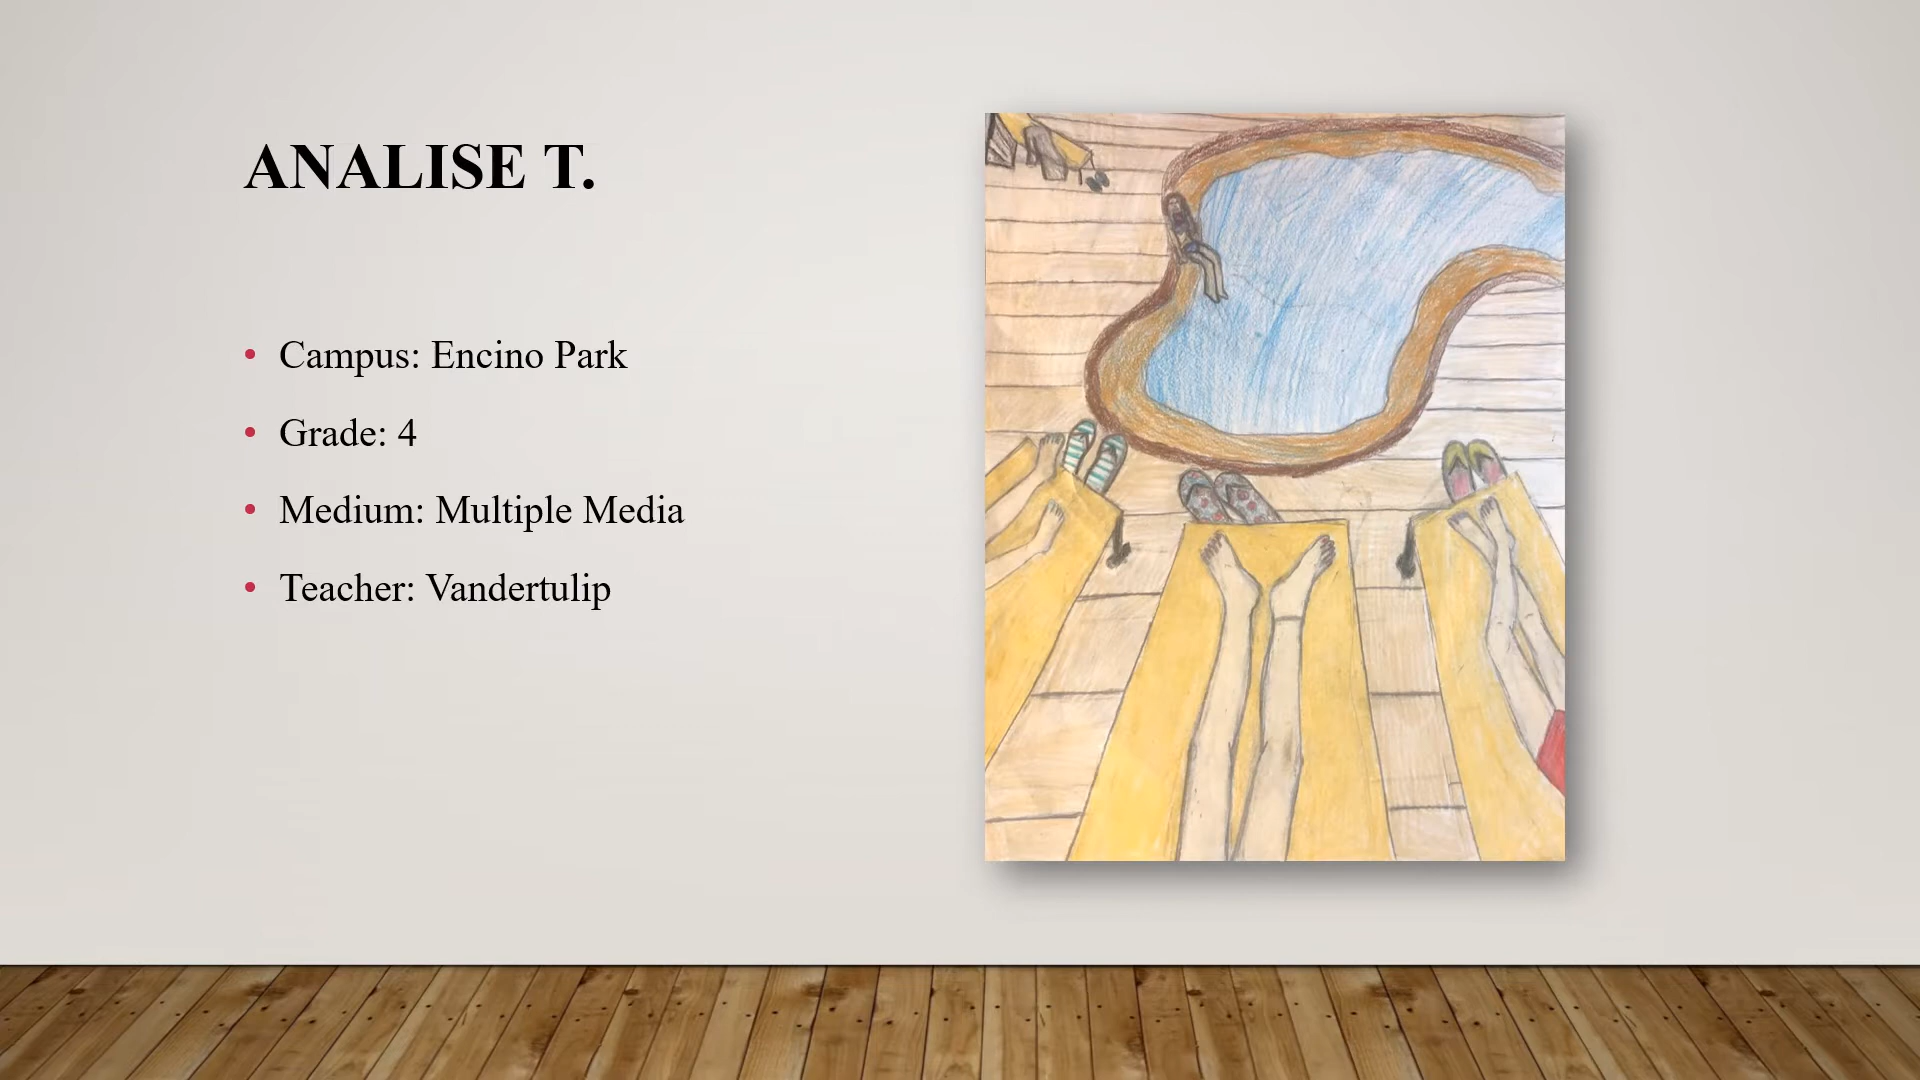 ANALISE T.
• Campus: Encino Park
• Grade: 4
• Medium: Multiple Media
• Teacher: Vandertulip